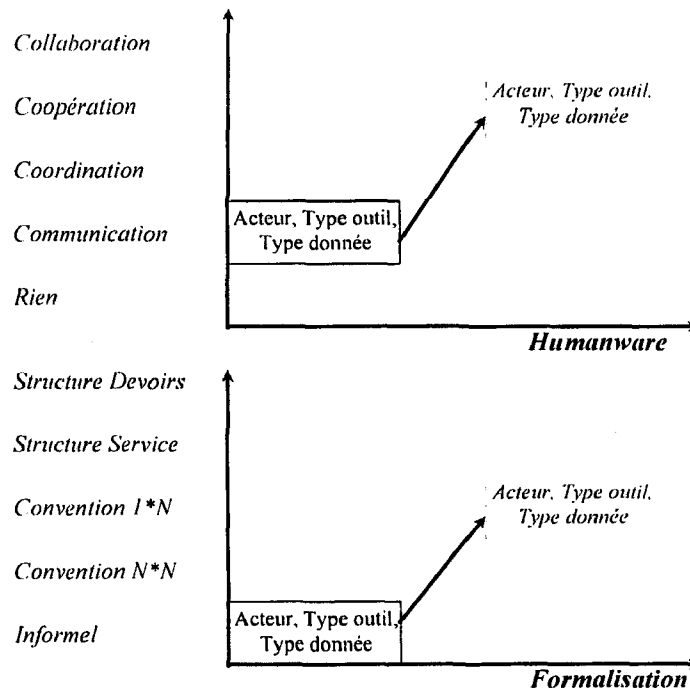 Collaboration
Coopération
Acteur, Type outil,
Type donnée
Coordination
Communication
Acteur, Type outil,
Type donnée
Rien
Humanware
Structure Devoirs
Structure Service
Convention 1*N
Acteur, Type outil,
Type donnée
Convention N*N
Informel
Acteur, Type outil,
Type donnée
Formalisation